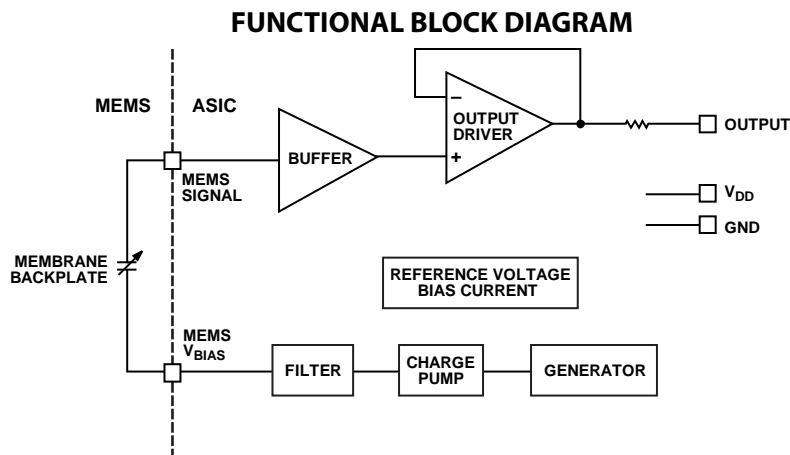 FUNCTIONAL BLOCK DIAGRAM
MEMS
ASIC
BUFFER
−
OUTPUT
DRIVER
+
OUTPUT
MEMS
SIGNAL
VDD
GND
MEMBRANE
BACKPLATE
REFERENCE VOLTAGE
BIAS CURRENT
MEMS
VBIAS
FILTER
CHARGE
PUMP
GENERATOR